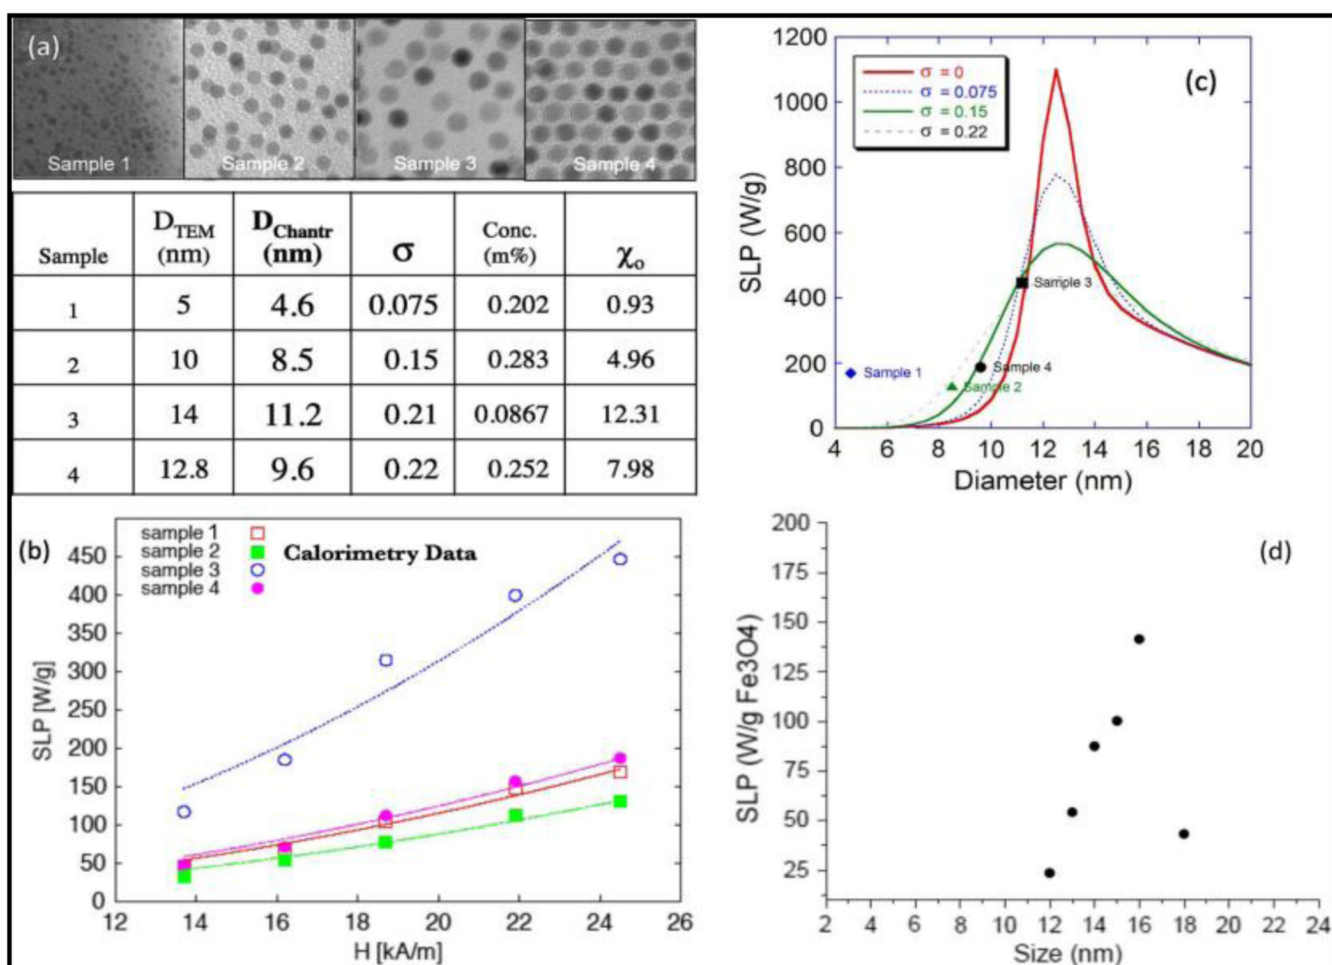 (a)
Sample 1
Sample 2
Sample 3
Sample 4
Sample D_TEM (nm) D_Chantr (nm) σ Conc. (m%) χ_o
1 5 4.6 0.075 0.202 0.93
2 10 8.5 0.15 0.283 4.96
3 14 11.2 0.21 0.0867 12.31
4 12.8 9.6 0.22 0.252 7.98
(b)
sample 1
sample 2
sample 3
sample 4
Calorimetry Data
SLP [W/g]
450
400
350
300
250
200
150
100
50
0
12 14 16 18 20 22 24 26
H [kA/m]
(c)
σ = 0
σ = 0.075
σ = 0.15
σ = 0.22
SLP (W/g)
1200
1000
800
600
400
200
0
Sample 3
Sample 4
Sample 1
Sample 2
4 6 8 10 12 14 16 18 20
Diameter (nm)
(d)
SLP (W/g Fe3O4)
200
175
150
125
100
75
50
25
2 4 6 8 10 12 14 16 18 20 22 24
Size (nm)